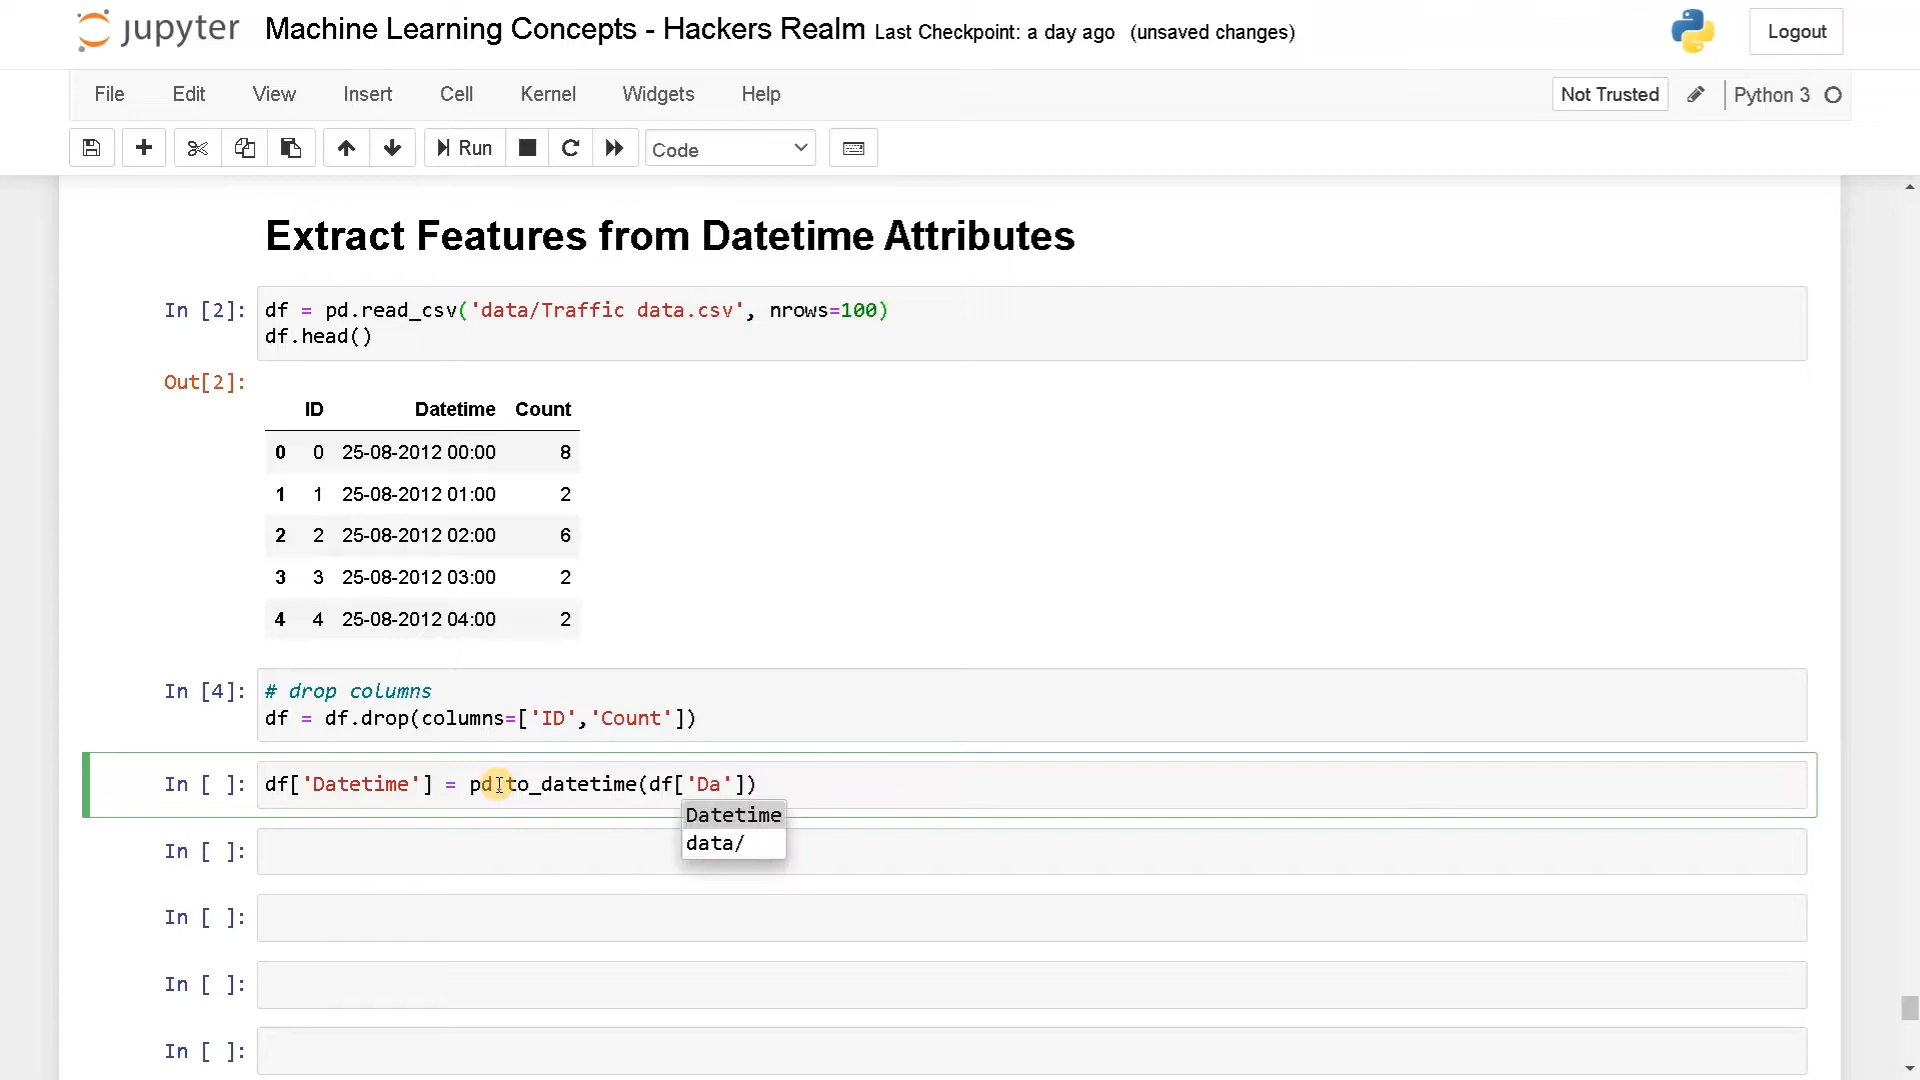 jupyter Machine Learning Concepts - Hackers Realm Last Checkpoint: a day ago (unsaved changes) Logout
File Edit View Insert Cell Kernel Widgets Help Not Trusted Python 3
Run Code
Extract Features from Datetime Attributes
In [2]: df = pd.read_csv('data/Traffic data.csv', nrows=100)
df.head()
Out[2]:
ID Datetime Count
0 0 25-08-2012 00:00 8
1 1 25-08-2012 01:00 2
2 2 25-08-2012 02:00 6
3 3 25-08-2012 03:00 2
4 4 25-08-2012 04:00 2
In [4]: # drop columns
df = df.drop(columns=['ID','Count'])
In [ ]: df['Datetime'] = pd.to_datetime(df['Da'])
Datetime
data/
In [ ]:
In [ ]:
In [ ]:
In [ ]: